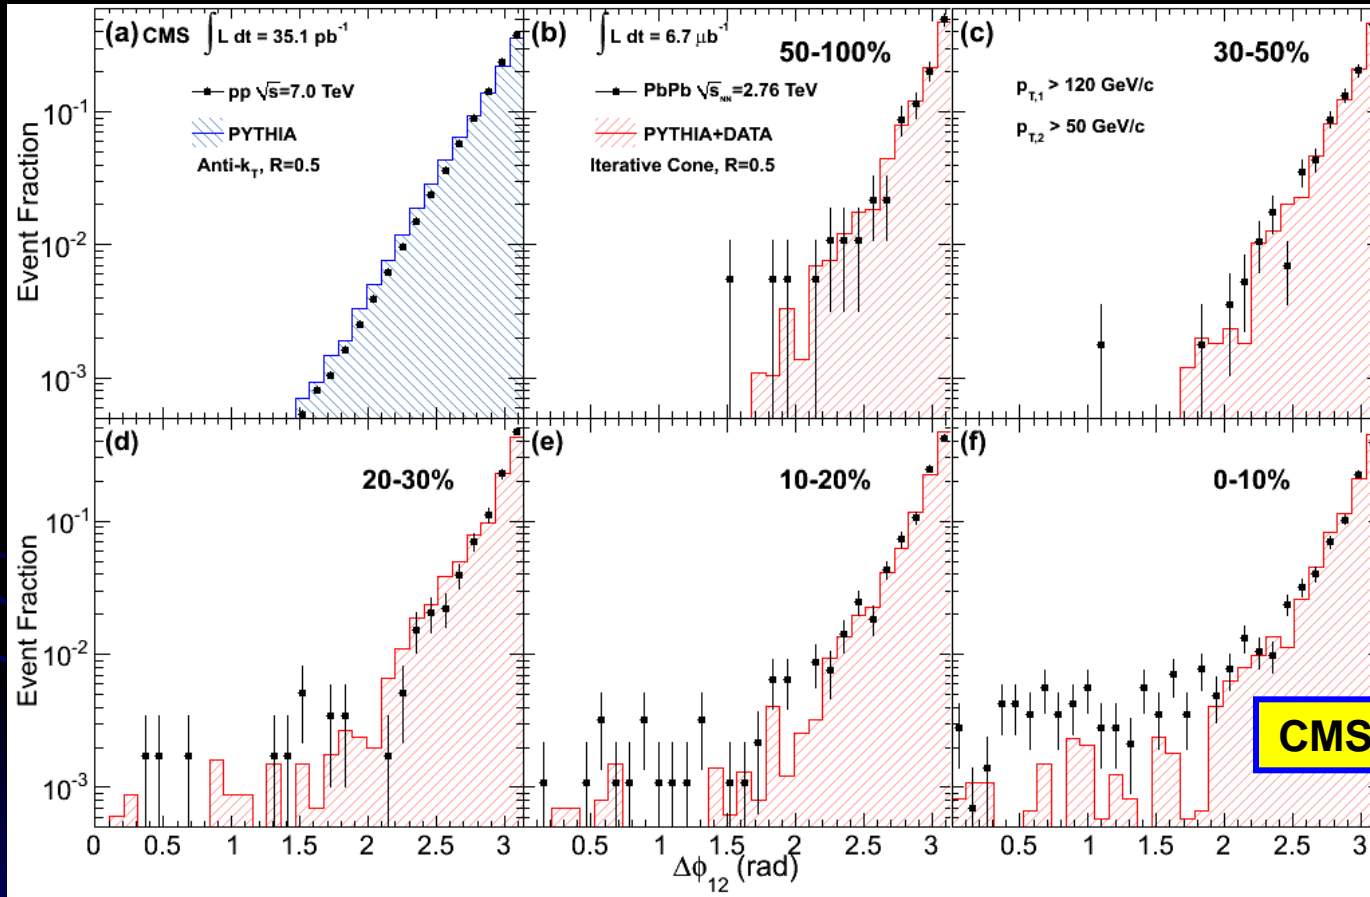 (a) CMS ∫ L dt = 35.1 pb⁻¹
pp √s=7.0 TeV
PYTHIA
Anti-k_T, R=0.5
(b) ∫ L dt = 6.7 μb⁻¹
50-100%
PbPb √s_NN=2.76 TeV
PYTHIA+DATA
Iterative Cone, R=0.5
(c)
30-50%
p_T,1 > 120 GeV/c
p_T,2 > 50 GeV/c
Event Fraction
10⁻¹
10⁻²
10⁻³
(d)
20-30%
(e)
10-20%
(f)
0-10%
CMS
Event Fraction
10⁻¹
10⁻²
10⁻³
0 0.5 1 1.5 2 2.5 3 0.5 1 1.5 2 2.5 3 0.5 1 1.5 2 2.5 3
Δϕ₁₂ (rad)